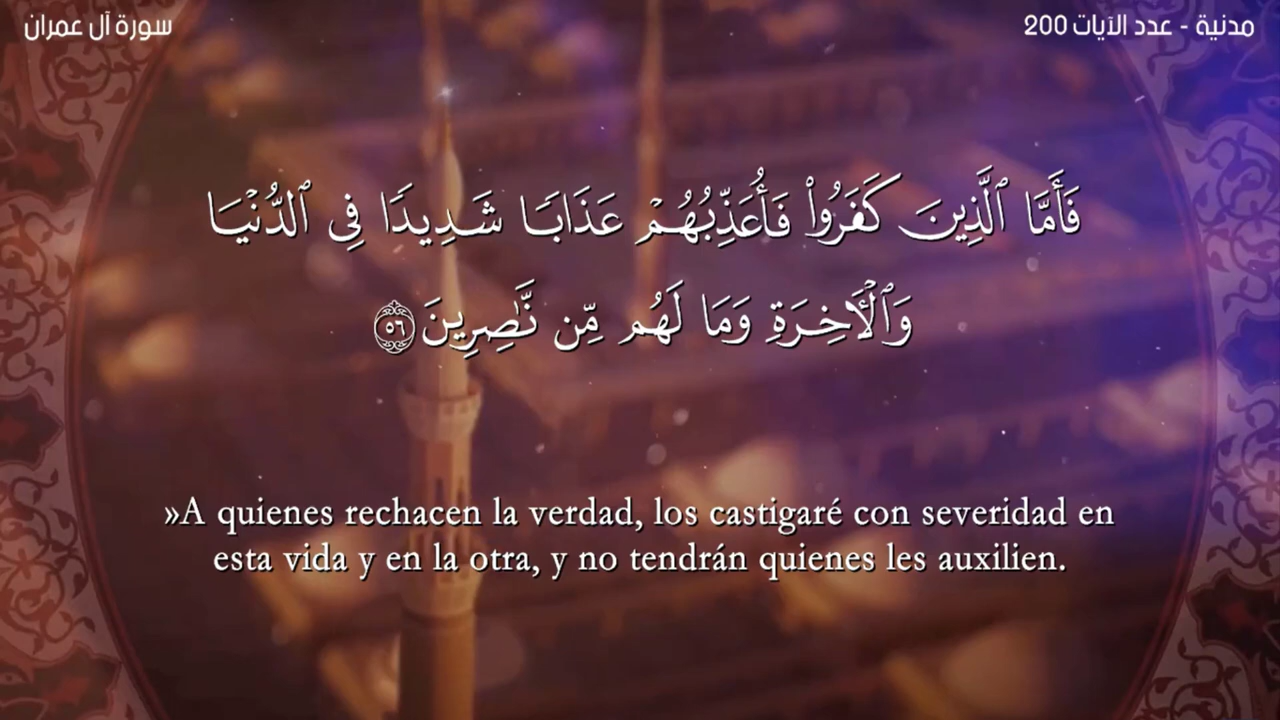 سورة آل عمران
مدنية - عدد الآيات 200
فَأَمَّا ٱلَّذِينَ كَفَرُوا۟ فَأُعَذِّبُهُمْ عَذَابًا شَدِيدًا فِى ٱلدُّنْيَا
وَٱلْـَٔاخِرَةِ وَمَا لَهُم مِّن نَّـٰصِرِينَ ٥٦
»A quienes rechacen la verdad, los castigaré con severidad en
esta vida y en la otra, y no tendrán quienes les auxilien.